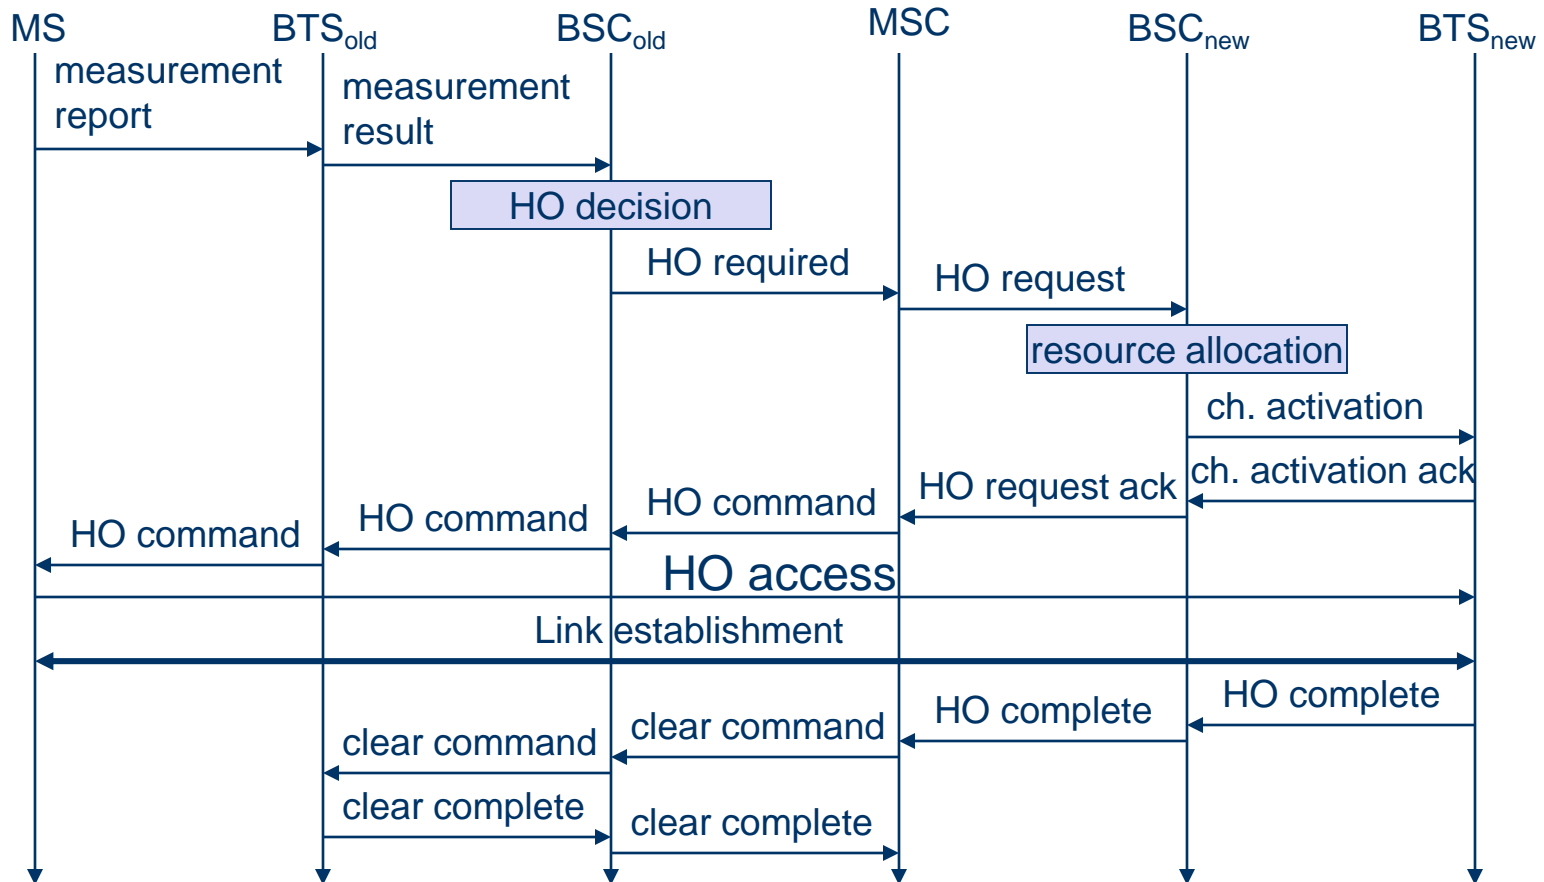 MS
BTSold
BSCold
MSC
BSCnew
BTSnew
measurement
report
measurement
result
HO decision
HO required
HO request
resource allocation
ch. activation
ch. activation ack
HO request ack
HO command
HO command
HO command
HO access
Link establishment
HO complete
HO complete
clear command
clear command
clear complete
clear complete